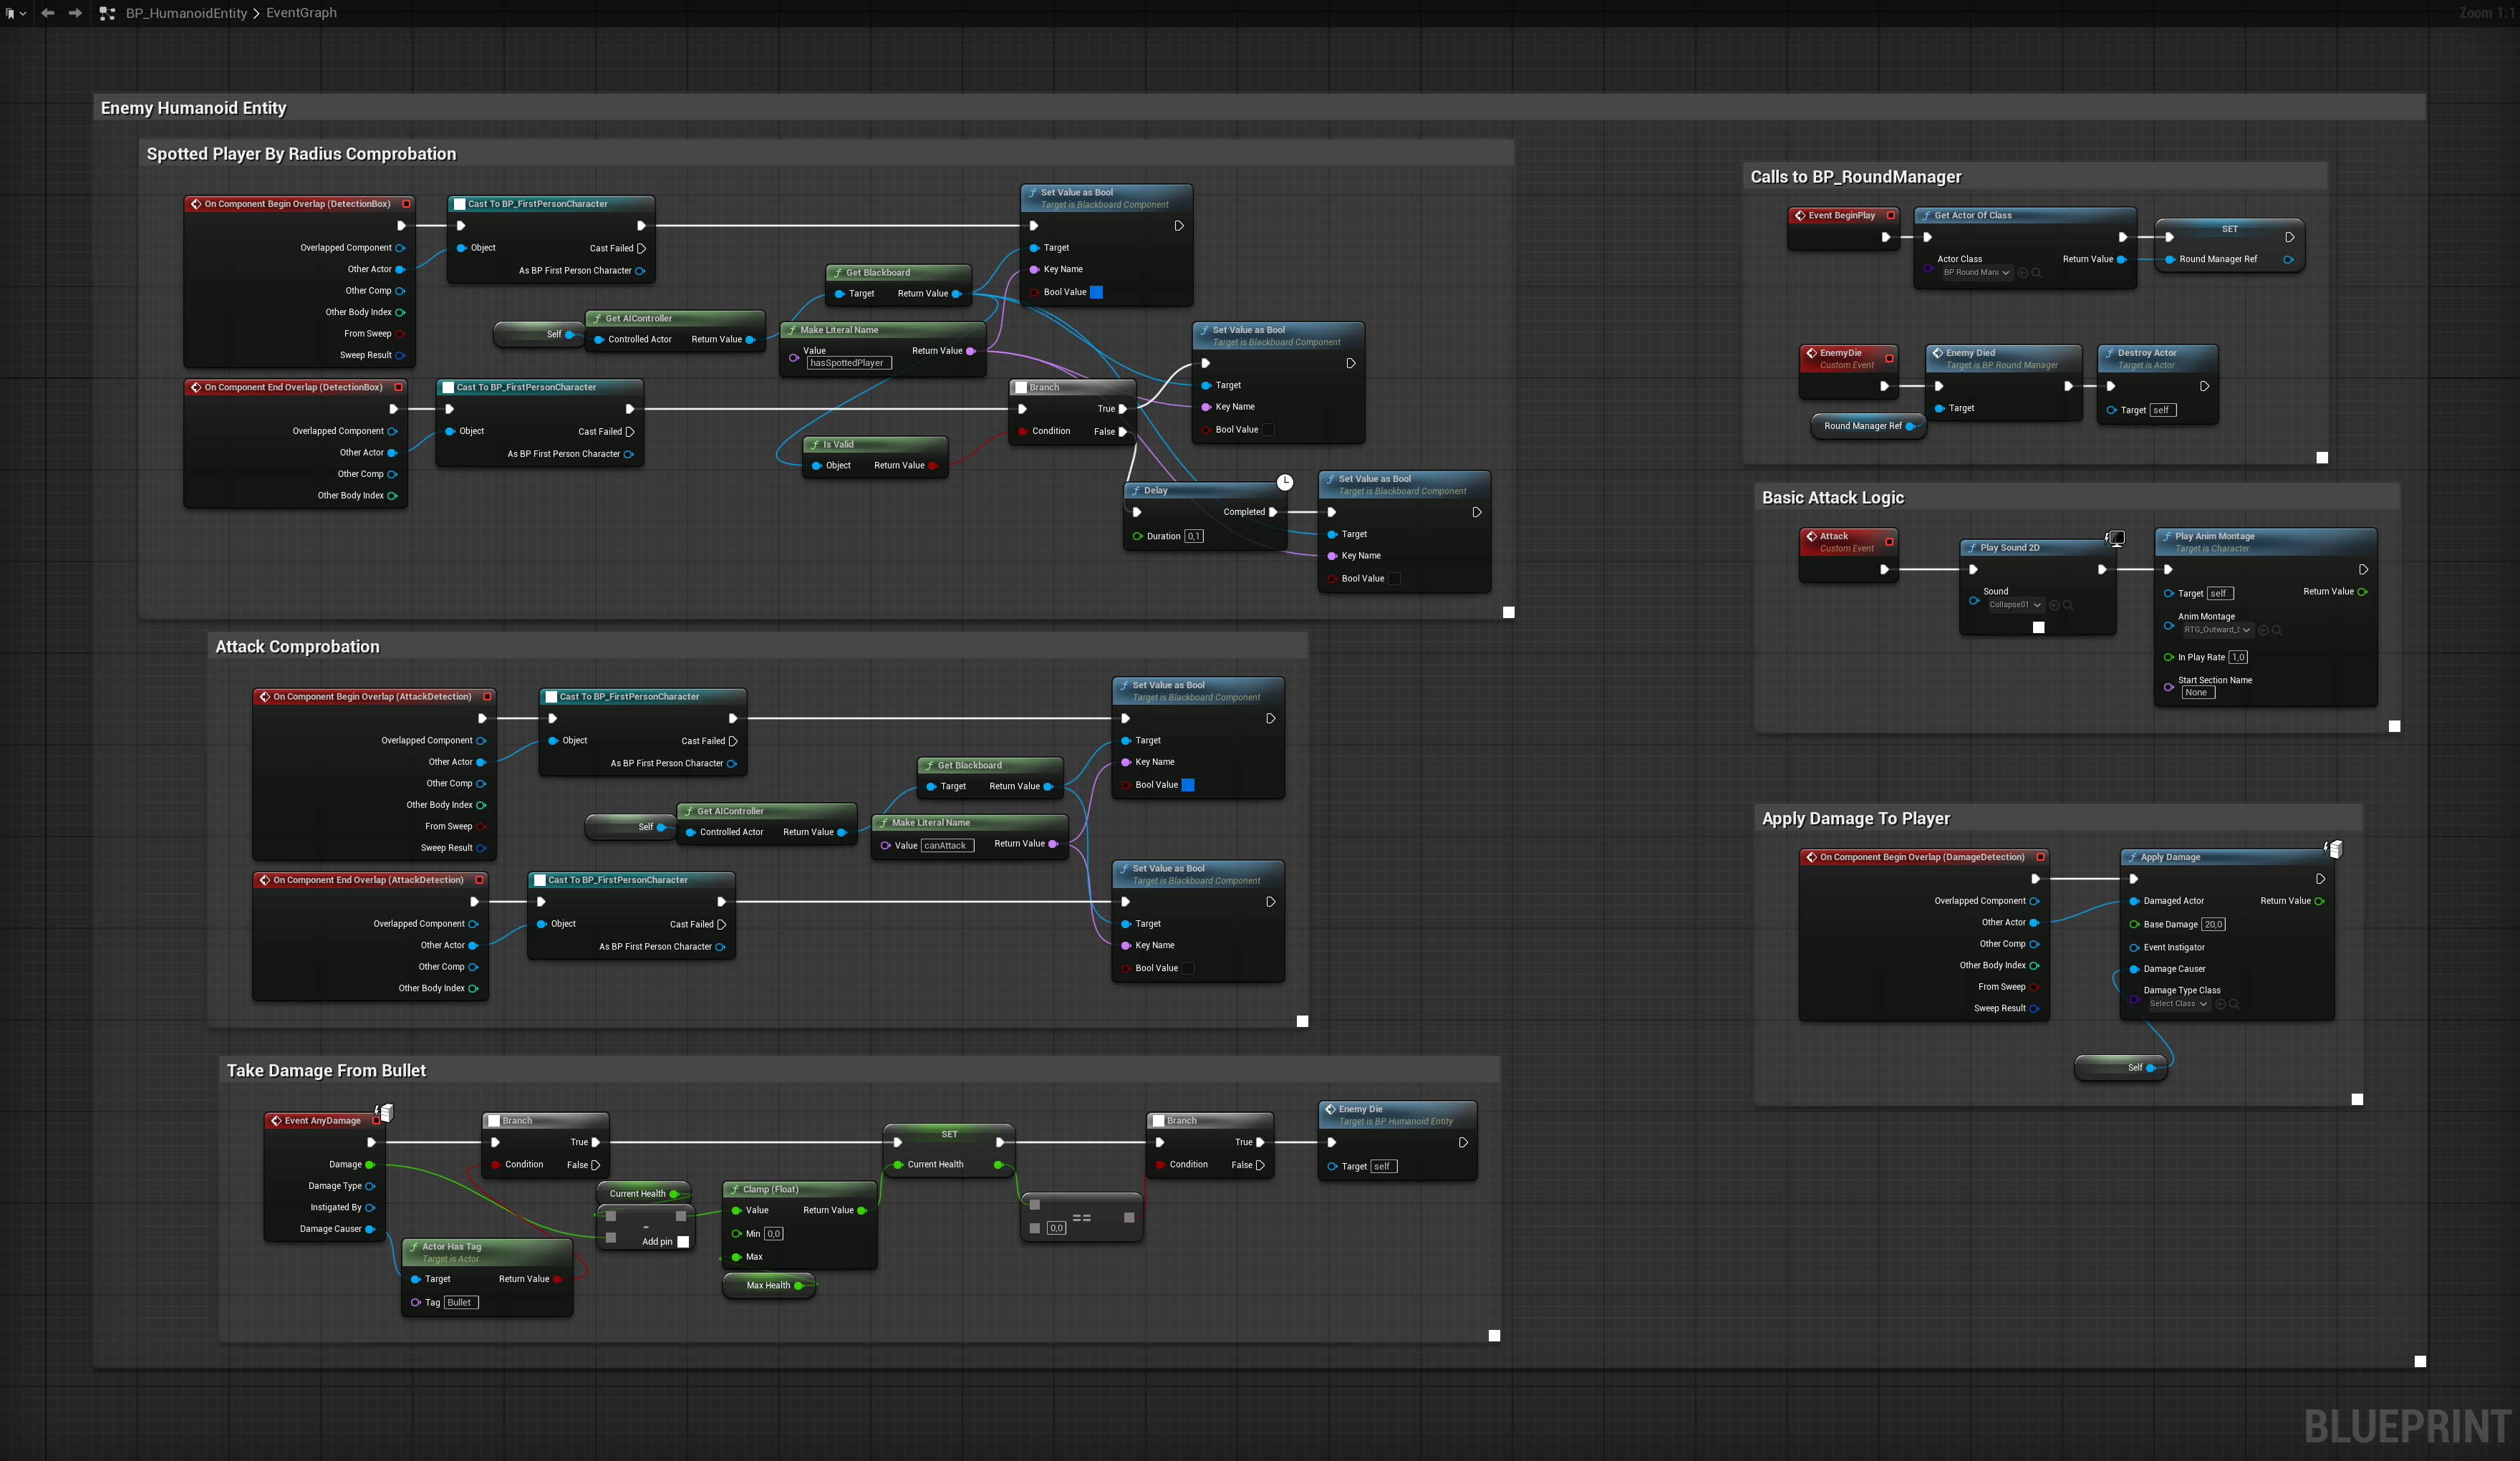 BP_HumanoidEntity > EventGraph
Zoom 1:1
Enemy Humanoid Entity
Spotted Player By Radius Comprobation
On Component Begin Overlap (DetectionBox)
Overlapped Component
Other Actor
Other Comp
Other Body Index
From Sweep
Sweep Result
Cast To BP_FirstPersonCharacter
Object
Cast Failed
As BP First Person Character
Set Value as Bool
Target is Blackboard Component
Target
Key Name
Bool Value
Get Blackboard
Target
Return Value
Self
Get AIController
Controlled Actor
Return Value
Make Literal Name
Value
Return Value
hasSpottedPlayer
Set Value as Bool
Target is Blackboard Component
Target
Key Name
Bool Value
On Component End Overlap (DetectionBox)
Overlapped Component
Other Actor
Other Comp
Other Body Index
Cast To BP_FirstPersonCharacter
Object
Cast Failed
As BP First Person Character
Branch
True
Condition
False
Is Valid
Object
Return Value
Delay
Completed
Duration 0,1
Set Value as Bool
Target is Blackboard Component
Target
Key Name
Bool Value
Attack Comprobation
On Component Begin Overlap (AttackDetection)
Overlapped Component
Other Actor
Other Comp
Other Body Index
From Sweep
Sweep Result
Cast To BP_FirstPersonCharacter
Object
Cast Failed
As BP First Person Character
Set Value as Bool
Target is Blackboard Component
Target
Key Name
Bool Value
Get Blackboard
Target
Return Value
Self
Get AIController
Controlled Actor
Return Value
Make Literal Name
Value canAttack
Return Value
On Component End Overlap (AttackDetection)
Overlapped Component
Other Actor
Other Comp
Other Body Index
Cast To BP_FirstPersonCharacter
Object
Cast Failed
As BP First Person Character
Set Value as Bool
Target is Blackboard Component
Target
Key Name
Bool Value
Take Damage From Bullet
Event AnyDamage
Damage
Damage Type
Instigated By
Damage Causer
Branch
True
Condition
False
Actor Has Tag
Target is Actor
Target
Return Value
Tag Bullet
Current Health
-
Add pin
Clamp (Float)
Value
Return Value
Min 0,0
Max
Max Health
SET
Current Health
==
0,0
Branch
True
Condition
False
Enemy Die
Target is BP Humanoid Entity
Target self
Calls to BP_RoundManager
Event BeginPlay
Get Actor Of Class
Actor Class
Return Value
BP Round Man
SET
Round Manager Ref
EnemyDie
Custom Event
Round Manager Ref
Enemy Died
Target is BP Round Manager
Target
Destroy Actor
Target is Actor
Target self
Basic Attack Logic
Attack
Custom Event
Play Sound 2D
Sound
Collapse01
Play Anim Montage
Target is Character
Target self
Return Value
Anim Montage
RTG_Outward_
In Play Rate 1,0
Start Section Name
None
Apply Damage To Player
On Component Begin Overlap (DamageDetection)
Overlapped Component
Other Actor
Other Comp
Other Body Index
From Sweep
Sweep Result
Apply Damage
Damaged Actor
Return Value
Base Damage 20,0
Event Instigator
Damage Causer
Damage Type Class
Select Class
Self
BLUEPRINT